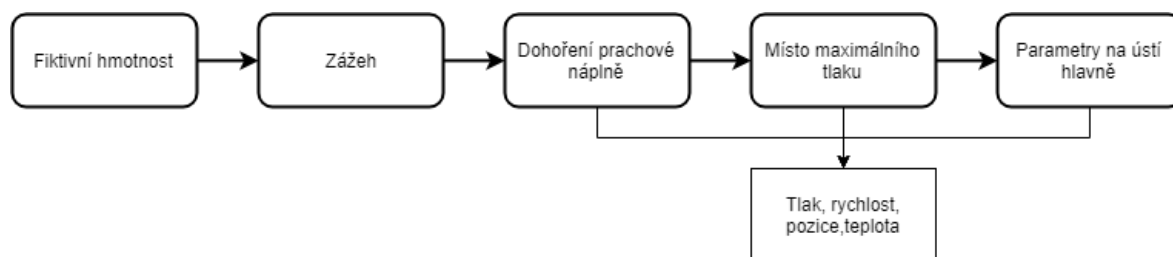 Fiktivní hmotnost
Zážeh
Dohoření prachové
náplně
Místo maximálního
tlaku
Parametry na ústí
hlavně
Tlak, rychlost,
pozice,teplota